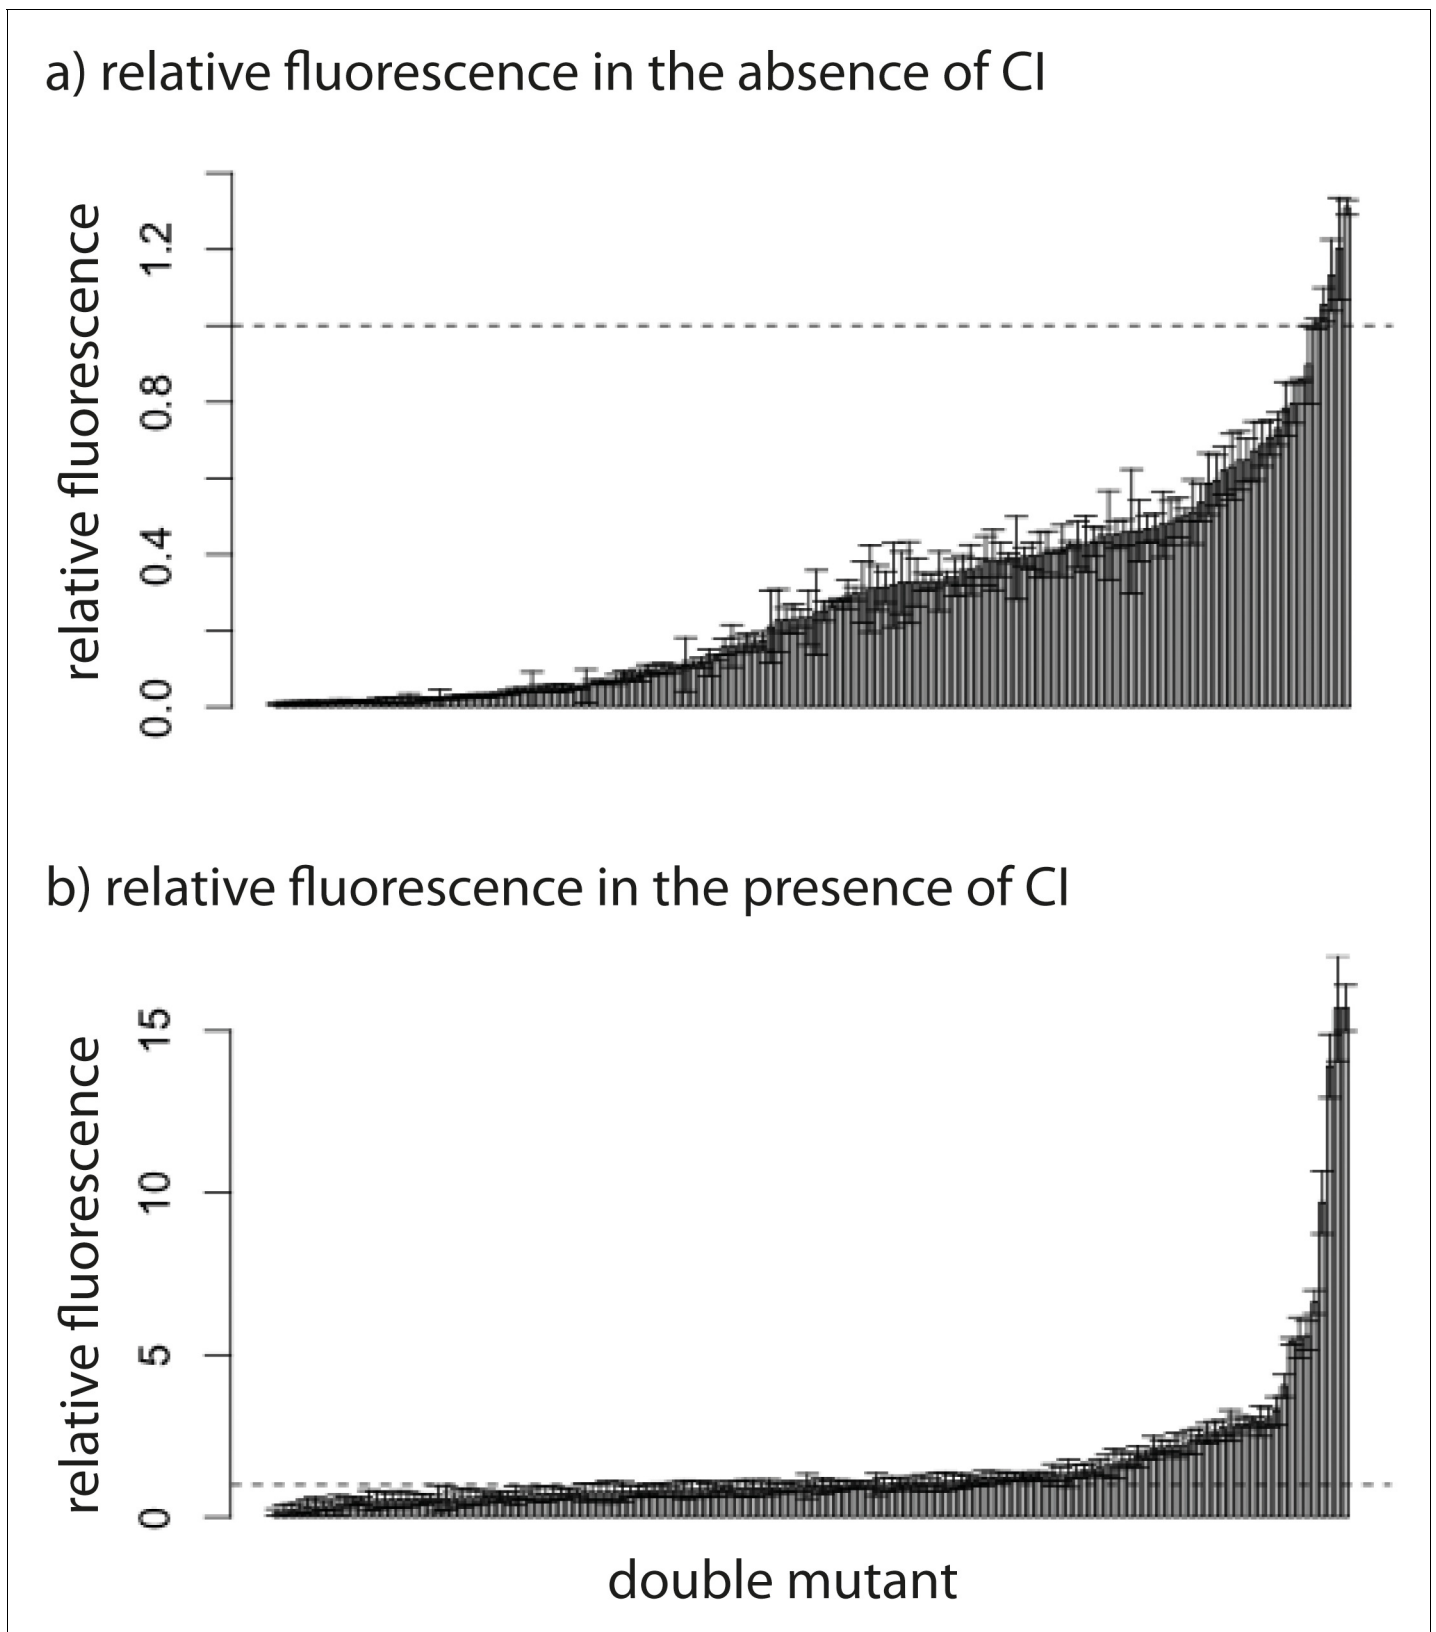 a) relative fluorescence in the absence of CI
relative fluorescence
1.2
0.8
0.4
0.0
b) relative fluorescence in the presence of CI
relative fluorescence
15
10
5
0
double mutant